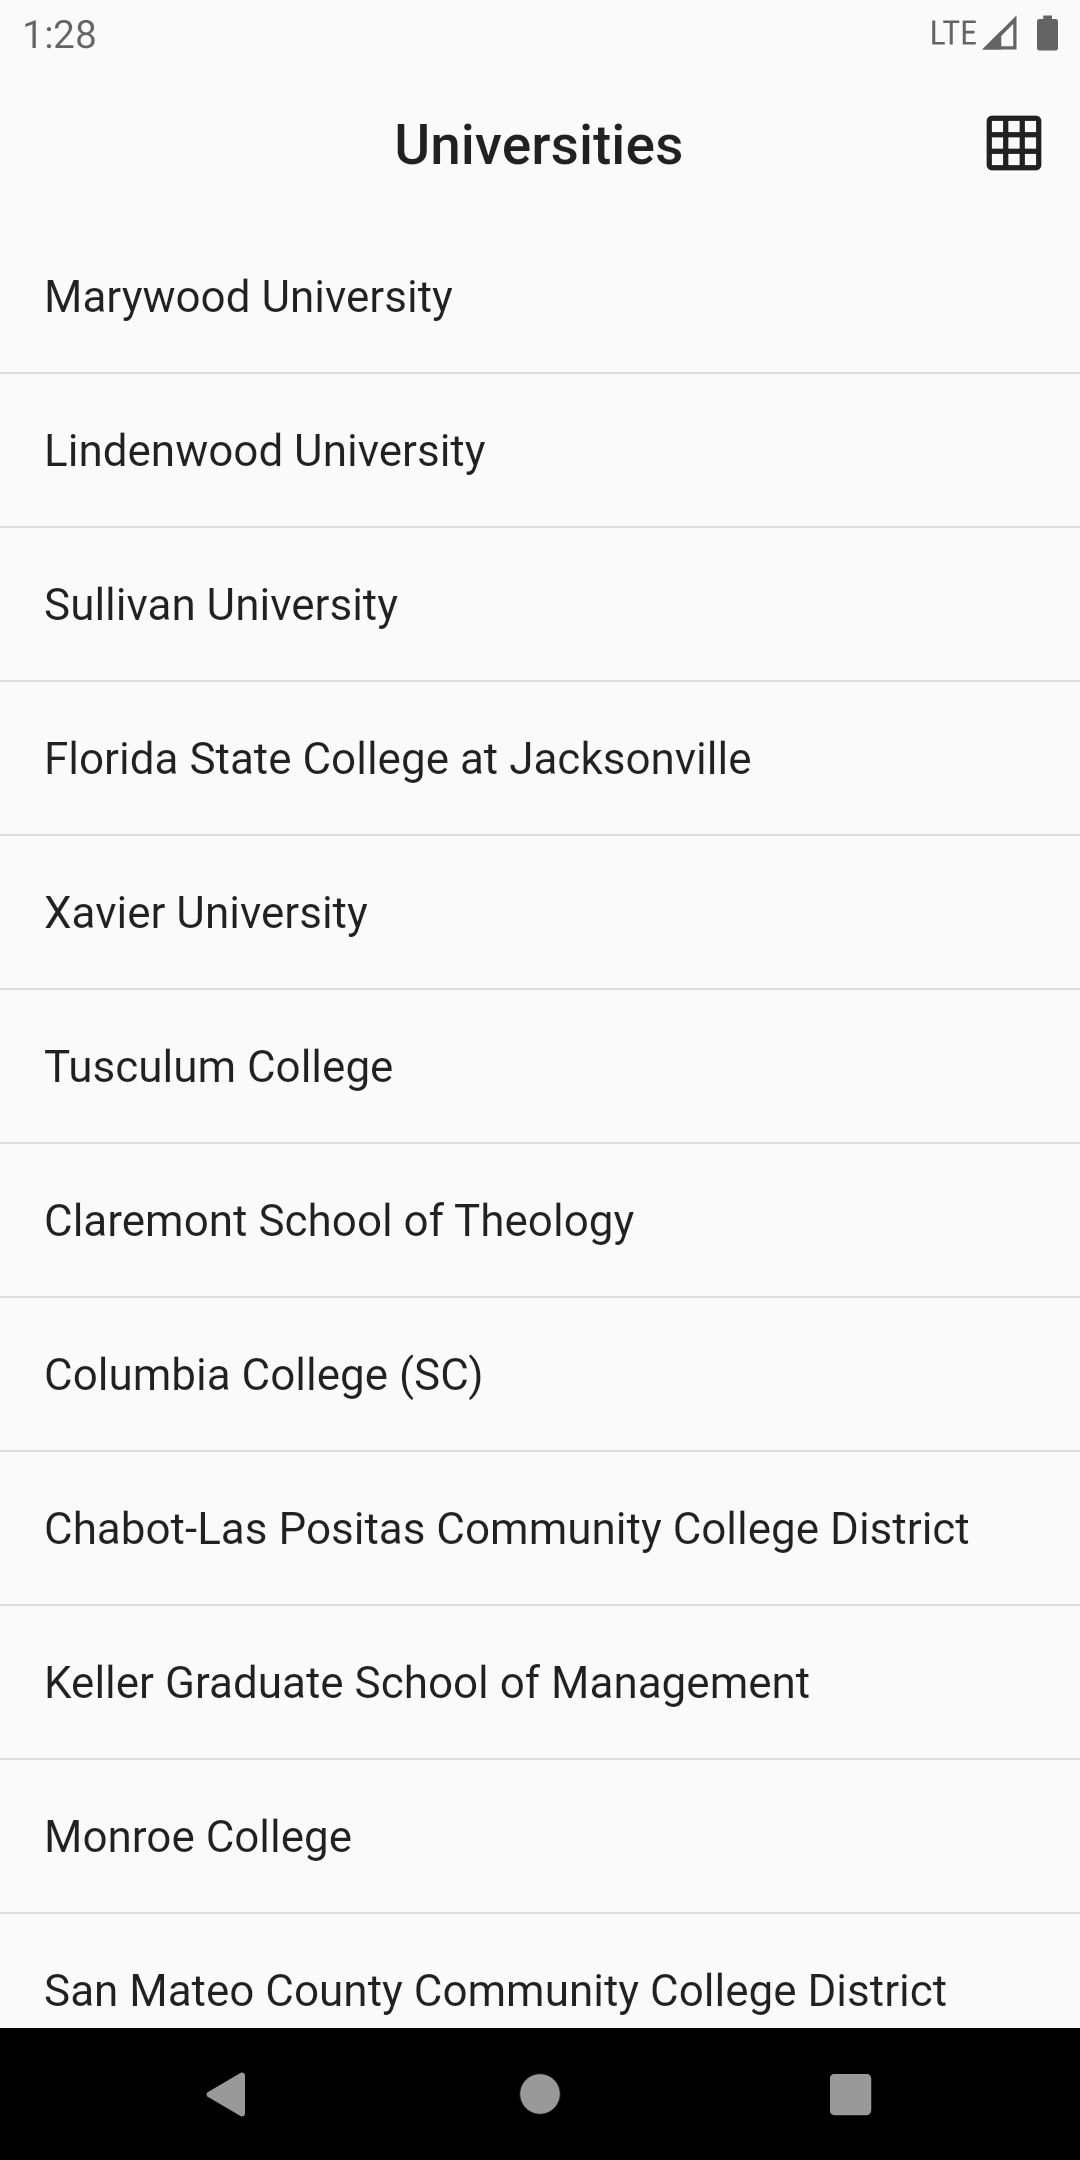 1:28
LTE
Universities
Marywood University
Lindenwood University
Sullivan University
Florida State College at Jacksonville
Xavier University
Tusculum College
Claremont School of Theology
Columbia College (SC)
Chabot-Las Positas Community College District
Keller Graduate School of Management
Monroe College
San Mateo County Community College District